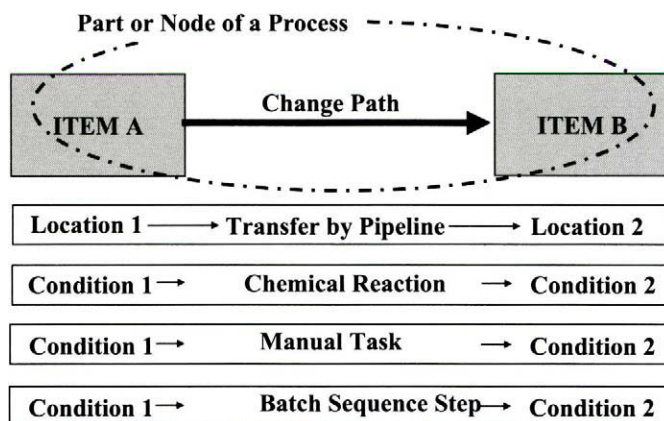 Part or Node of a Process
Change Path
ITEM A
ITEM B
Location 1 Transfer by Pipeline Location 2
Condition 1 Chemical Reaction Condition 2
Condition 1 Manual Task Condition 2
Condition 1 Batch Sequence Step Condition 2